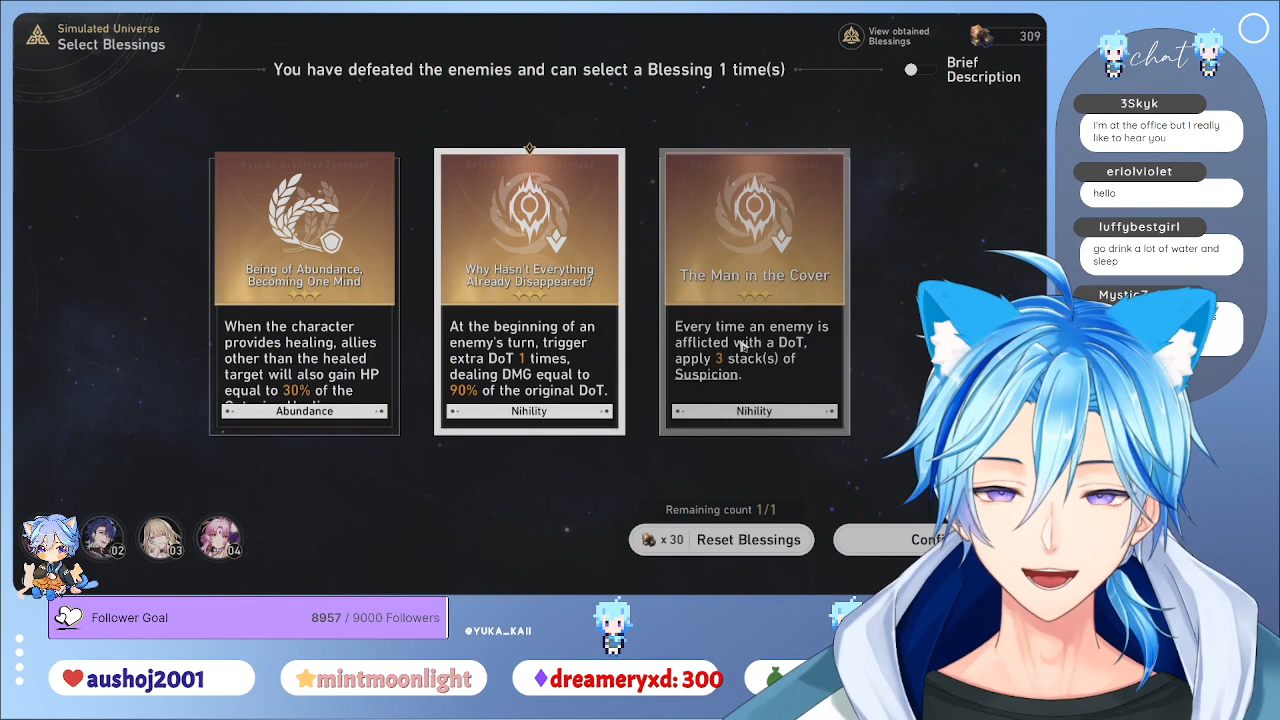 Simulated Universe
Select Blessings
View obtained
Blessings
309
You have defeated the enemies and can select a Blessing 1 time(s)
Brief
Description
Being of Abundance,
Becoming One Mind
When the character
provides healing, allies
other than the healed
target will also gain HP
equal to 30% of the
Abundance
Why Hasn't Everything
Already Disappeared?
At the beginning of an
enemy's turn, trigger
extra DoT 1 times,
dealing DMG equal to
90% of the original DoT.
Nihility
The Man in the Cover
Every time an enemy is
afflicted with a DoT,
apply 3 stack(s) of
Suspicion.
Nihility
Remaining count 1/1
x 30 Reset Blessings
Confi
02
03
04
chat
3Skyk
I'm at the office but I really
like to hear you
eriolviolet
hello
luffybestgirl
go drink a lot of water and
sleep
Follower Goal
8957 / 9000 Followers
@YUKA_KAII
aushoj2001
mintmoonlight
dreameryxd: 300